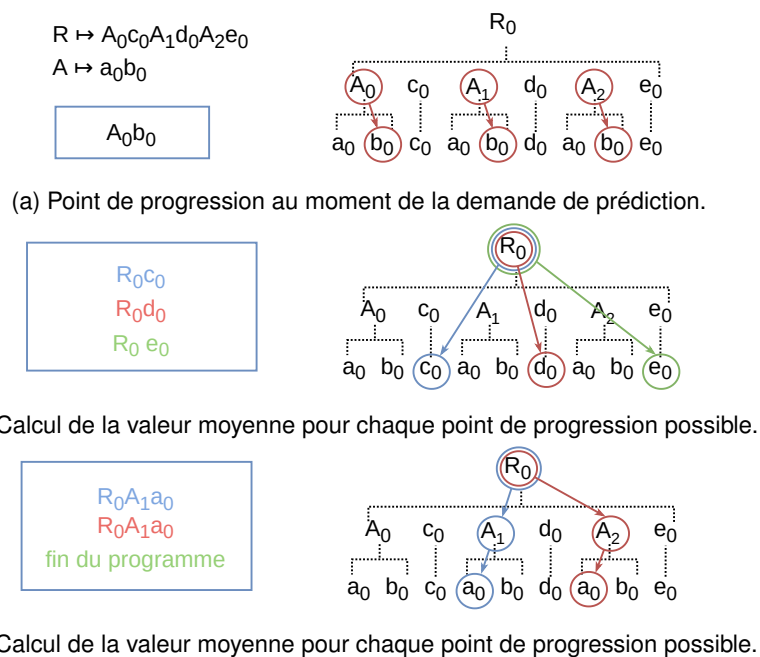 R ↦ A₀c₀A₁d₀A₂e₀
A ↦ a₀b₀
A₀b₀
R₀
A₀ c₀ A₁ d₀ A₂ e₀
a₀ b₀ c₀ a₀ b₀ d₀ a₀ b₀ e₀
(a) Point de progression au moment de la demande de prédiction.
R₀c₀
R₀d₀
R₀ e₀
R₀
A₀ c₀ A₁ d₀ A₂ e₀
a₀ b₀ c₀ a₀ b₀ d₀ a₀ b₀ e₀
Calcul de la valeur moyenne pour chaque point de progression possible.
R₀A₁a₀
R₀A₁a₀
fin du programme
R₀
A₀ c₀ A₁ d₀ A₂ e₀
a₀ b₀ c₀ a₀ b₀ d₀ a₀ b₀ e₀
Calcul de la valeur moyenne pour chaque point de progression possible.